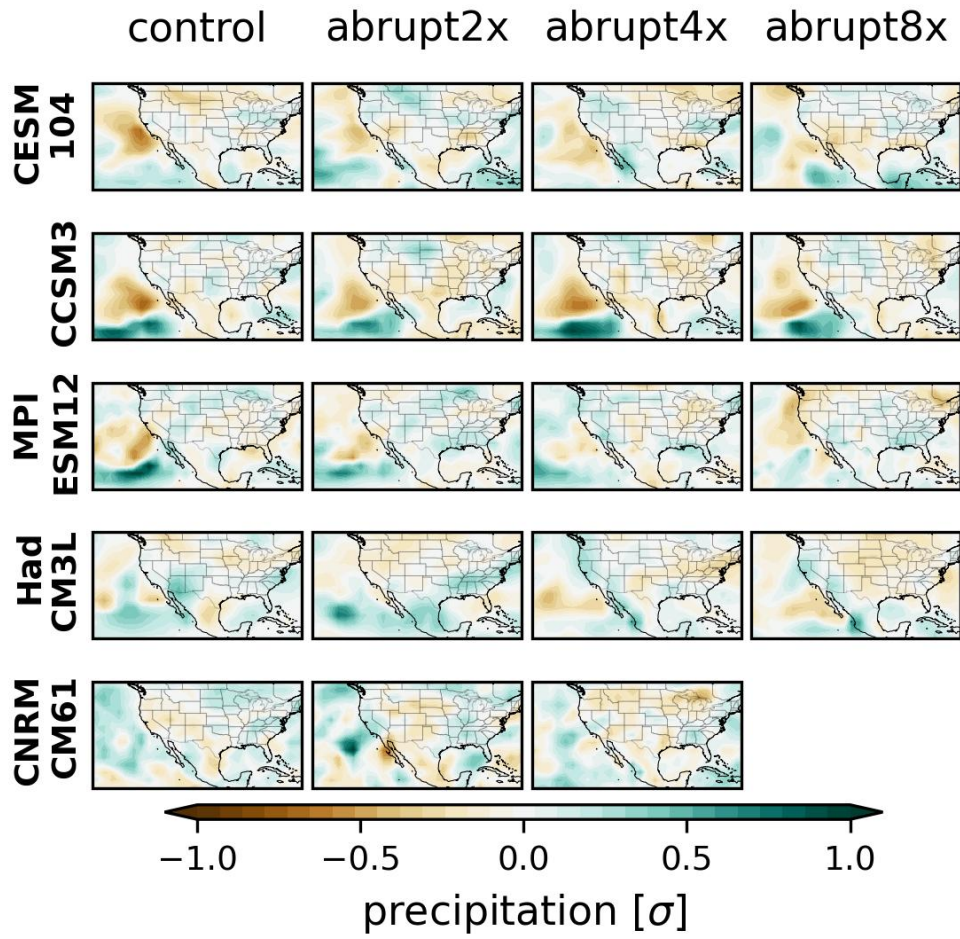 control abrupt2x abrupt4x abrupt8x
CESM
104
CCSM3
MPI
ESM12
Had
CM3L
CNRM
CM61
−1.0 −0.5 0.0 0.5 1.0
precipitation [σ]